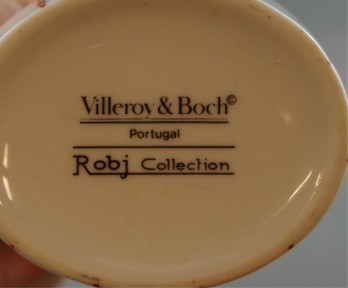 Villeroy & Boch©
Portugal
Robj Collection